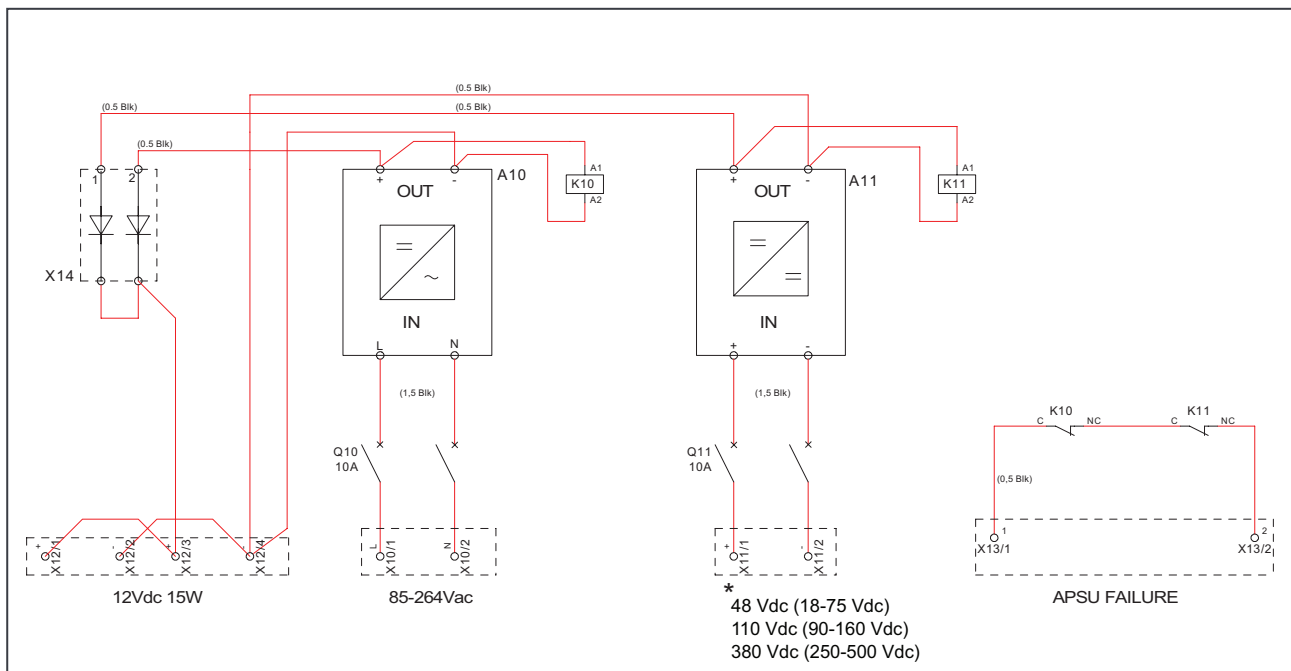 (0.5 Blk)
(0.5 Blk)
(0.5 Blk)
1
2
X14
+
-
A10
OUT
IN
L
N
A1
K10
A2
+
-
A11
OUT
IN
+
-
A1
K11
A2
(1,5 Blk)
(1,5 Blk)
Q10
10A
Q11
10A
K10
C
NC
K11
C
NC
(0,5 Blk)
+
X12/1
-
X12/2
+
X12/3
-
X12/4
12Vdc 15W
L
X10/1
N
X10/2
85-264Vac
+
X11/1
-
X11/2
*
48 Vdc (18-75 Vdc)
110 Vdc (90-160 Vdc)
380 Vdc (250-500 Vdc)
1
X13/1
2
X13/2
APSU FAILURE